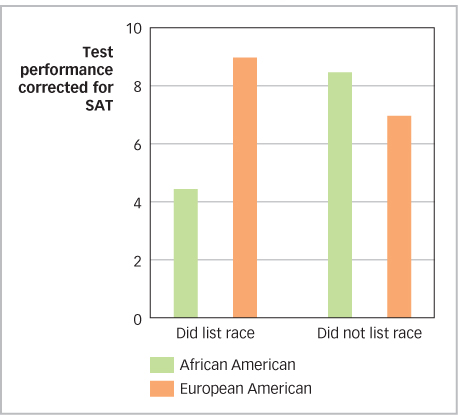 Test
performance
corrected for
SAT
10
8
6
4
2
0
Did list race
Did not list race
African American
European American